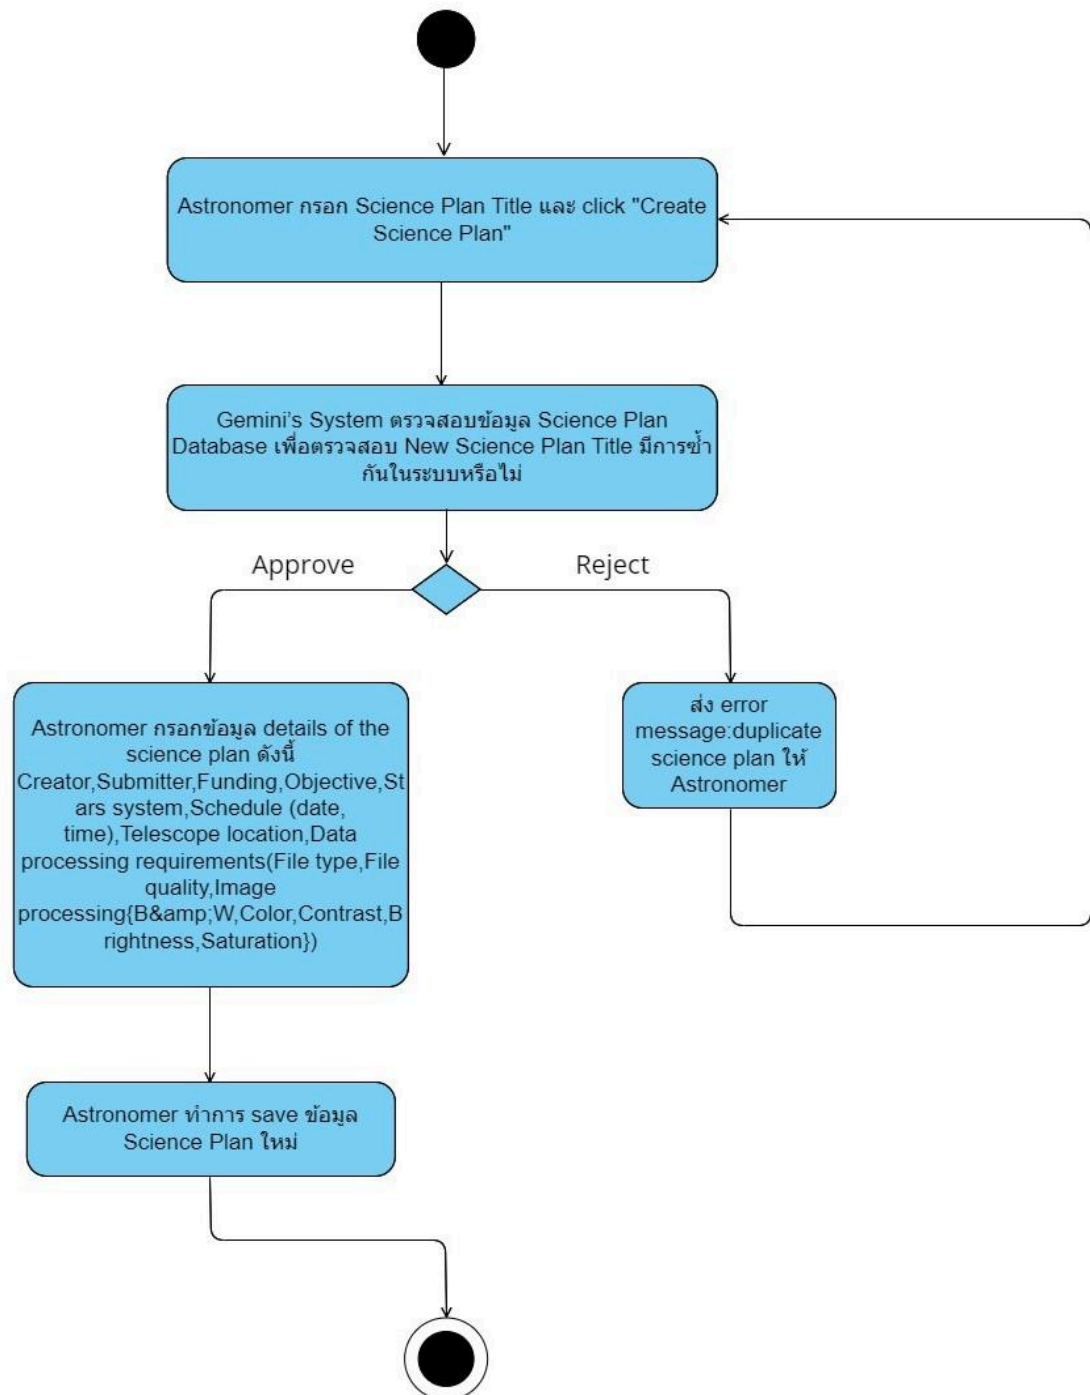 Astronomer กรอก Science Plan Title และ click "Create
Science Plan"
Gemini's System ตรวจสอบข้อมูล Science Plan
Database เพื่อตรวจสอบ New Science Plan Title มีการซ้ำ
กันในระบบหรือไม่
Approve
Reject
Astronomer กรอกข้อมูล details of the
science plan ดังนี้
Creator,Submitter,Funding,Objective,St
ars system,Schedule (date,
time),Telescope location,Data
processing requirements(File type,File
quality,Image
processing{B&amp;W,Color,Contrast,B
rightness,Saturation})
ส่ง error
message:duplicate
science plan ให้
Astronomer
Astronomer ทำการ save ข้อมูล
Science Plan ใหม่